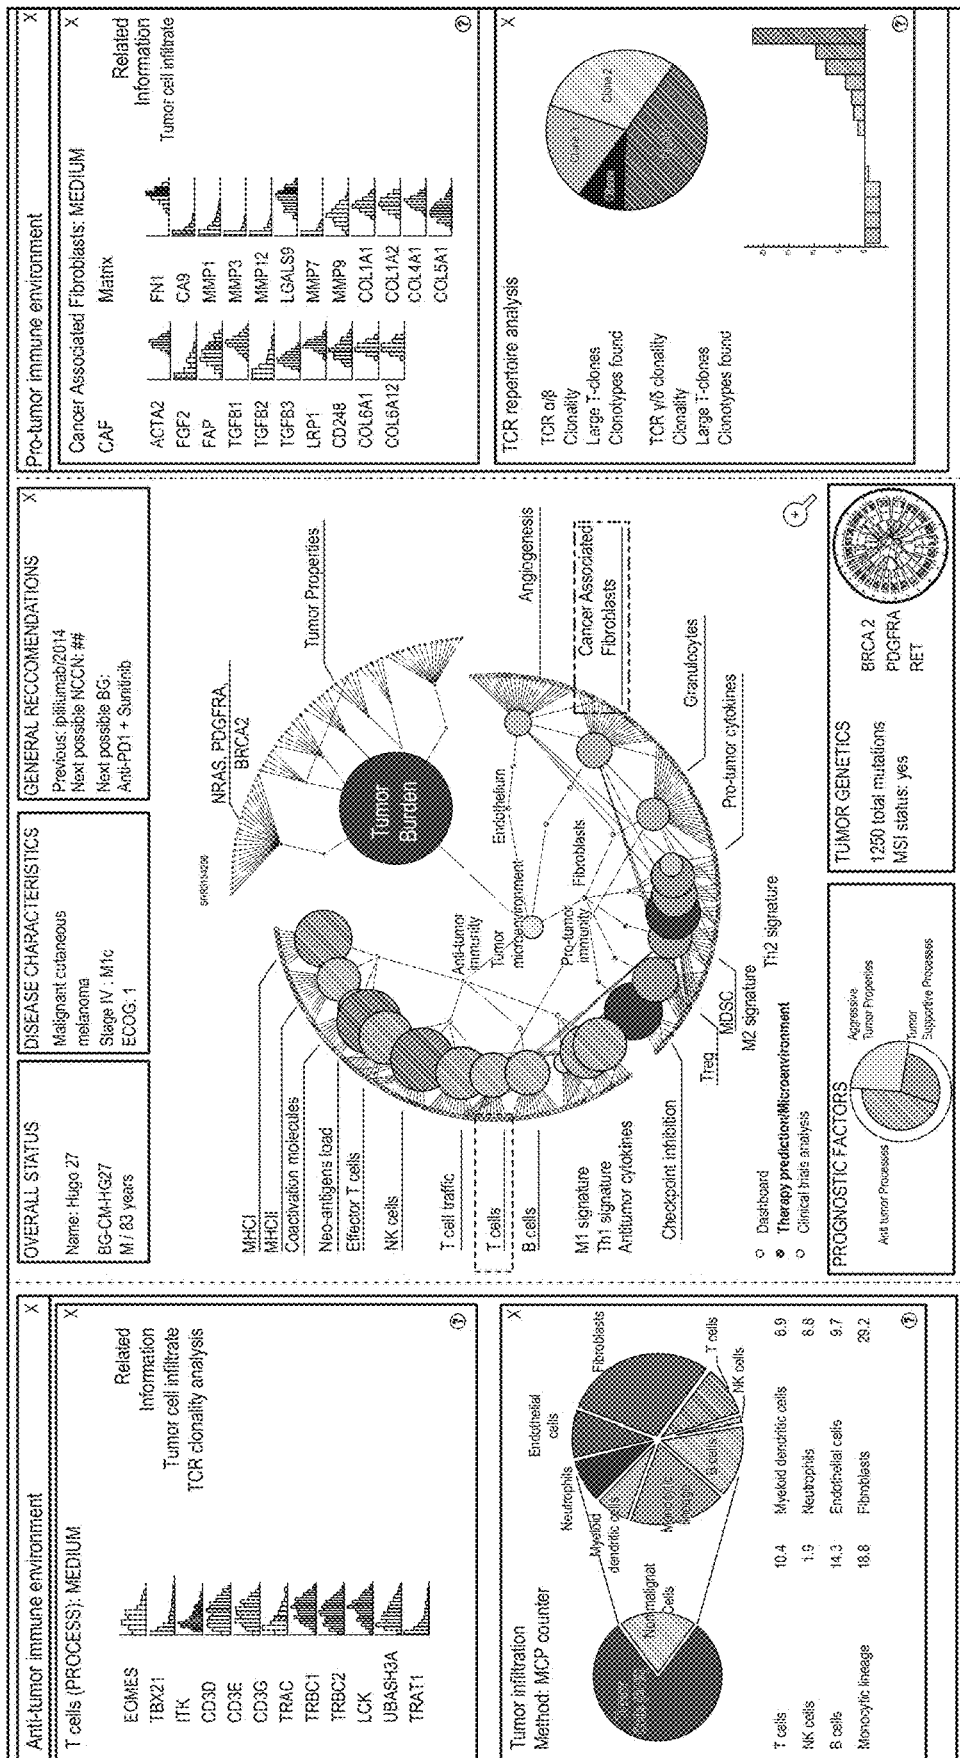 Anti-tumor immune environment
X
T cells (PROCESS): MEDIUM
X
Related
Information
Tumor cell infiltrate
TCR clonality analysis
EOMES
TBX21
ITK
CD3D
CD3E
CD3G
TRAC
TRBC1
TRBC2
LCK
UBASH3A
TRAT1
?
Tumor infiltration
Method: MCP counter
X
Nonmalignat
Cells
Neutrophils
Endothelial
cells
Fibroblasts
Myeloid
dendritic cells
B cells
T cells
NK cells
T cells 10.4 Myeloid dendritic cells 6.9
NK cells 1.9 Neutrophils 8.8
B cells 14.3 Endothelial cells 9.7
Monocytic lineage 18.8 Fibroblasts 29.2
?
OVERALL STATUS
Name: Hugo 27
BG-CM-HG27
M / 83 years
DISEASE CHARACTERISTICS
Malignant cutaneous
melanoma
Stage IV : M1c
ECOG: 1
GENERAL RECCOMENDATIONS
X
Previous: ipilitumab/2014
Next possible NCCN: ##
Next possible BG:
Anti-PD1 + Sunitinib
NRAS, PDGFRA,
BRCA2
Tumor Properties
Tumor
Burden
MHCI
MHCII
Coactivation molecules
Neo-antigens load
Effector T cells
NK cells
T cell traffic
T cells
B cells
M1 signature
Th1 signature
Antitumor cytokines
Checkpoint inhibition
Treg
MDSC
M2 signature
Th2 signature
Pro-tumor cytokines
Granulocytes
Cancer Associated
Fibroblasts
Angiogenesis
Anti-tumor
immunity
Tumor
microenvironment
Pro-tumor
immunity
Endothelium
Fibroblasts
Dashboard
Therapy prediction/Microenvironment
Clinical trials analysis
PROGNOSTIC FACTORS
Anti tumor Processes
Aggressive
Tumor Properties
Tumor
Supportive Processes
TUMOR GENETICS
1250 total mutations
MSI status: yes
BRCA 2
PDGFRA
RET
Pro-tumor immune environment
X
Cancer Associated Fibroblasts: MEDIUM
X
CAF
Matrix
Related
Information
Tumor cell infiltrate
ACTA2
FGF2
FAP
TGFB1
TGFB2
TGFB3
LRP1
CD248
COL6A1
COL6A12
FN1
CA9
MMP1
MMP3
MMP12
LGALS9
MMP7
MMP9
COL1A1
COL1A2
COL4A1
COL5A1
?
TCR repertoire analysis
X
TCR α/β
Clonality
Large T-clones
Clonotypes found
TCR γ/δ clonality
Clonality
Large T-clones
Clonotypes found
Clone 2
?